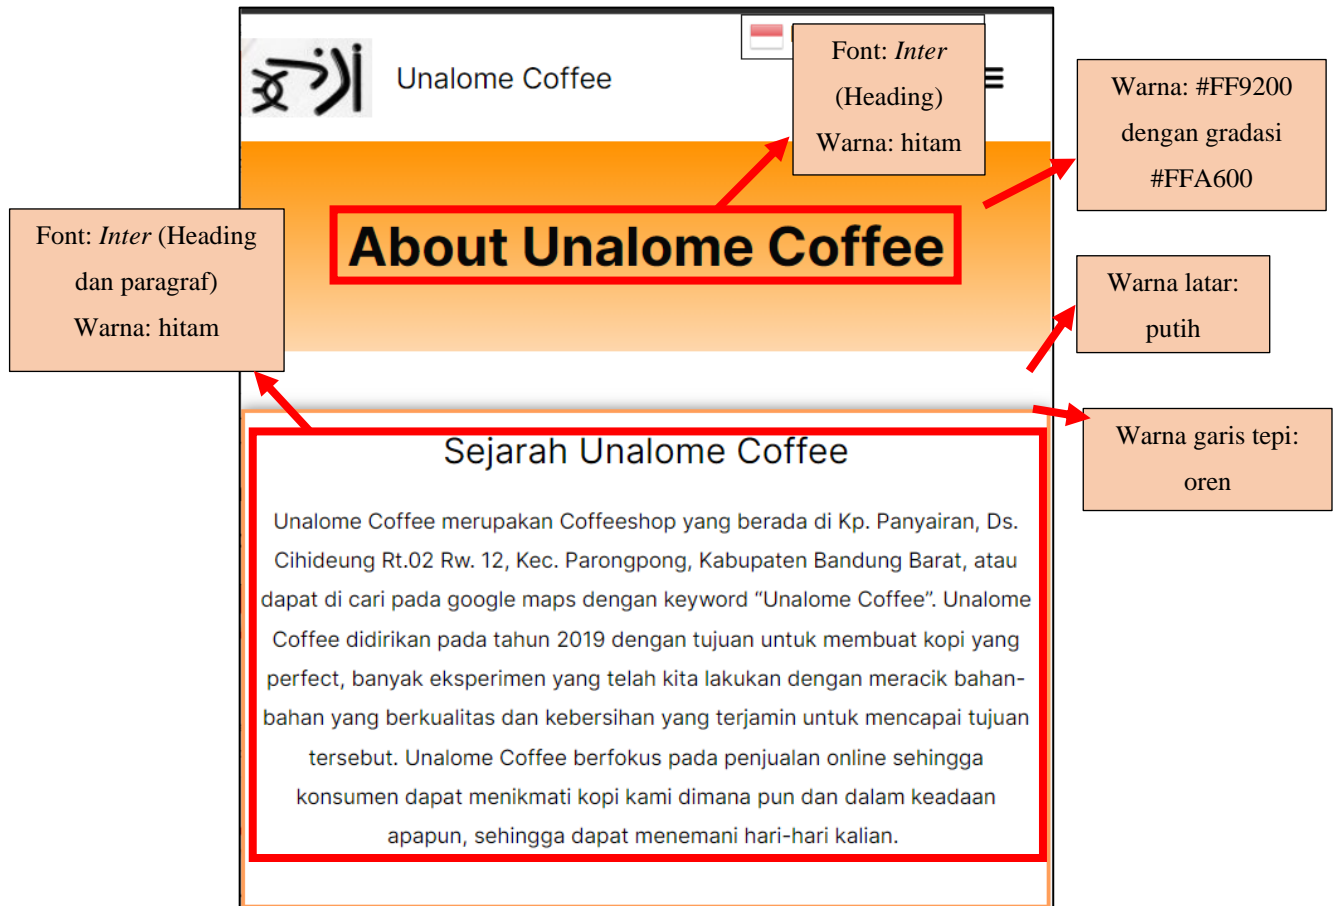 Unalome Coffee
Font: Inter
(Heading)
Warna: hitam
Warna: #FF9200
dengan gradasi
#FFA600
About Unalome Coffee
Font: Inter (Heading
dan paragraf)
Warna: hitam
Warna latar:
putih
Warna garis tepi:
oren
Sejarah Unalome Coffee
Unalome Coffee merupakan Coffeeshop yang berada di Kp. Panyairan, Ds.
Cihideung Rt.02 Rw. 12, Kec. Parongpong, Kabupaten Bandung Barat, atau
dapat di cari pada google maps dengan keyword “Unalome Coffee”. Unalome
Coffee didirikan pada tahun 2019 dengan tujuan untuk membuat kopi yang
perfect, banyak eksperimen yang telah kita lakukan dengan meracik bahan-
bahan yang berkualitas dan kebersihan yang terjamin untuk mencapai tujuan
tersebut. Unalome Coffee berfokus pada penjualan online sehingga
konsumen dapat menikmati kopi kami dimana pun dan dalam keadaan
apapun, sehingga dapat menemani hari-hari kalian.